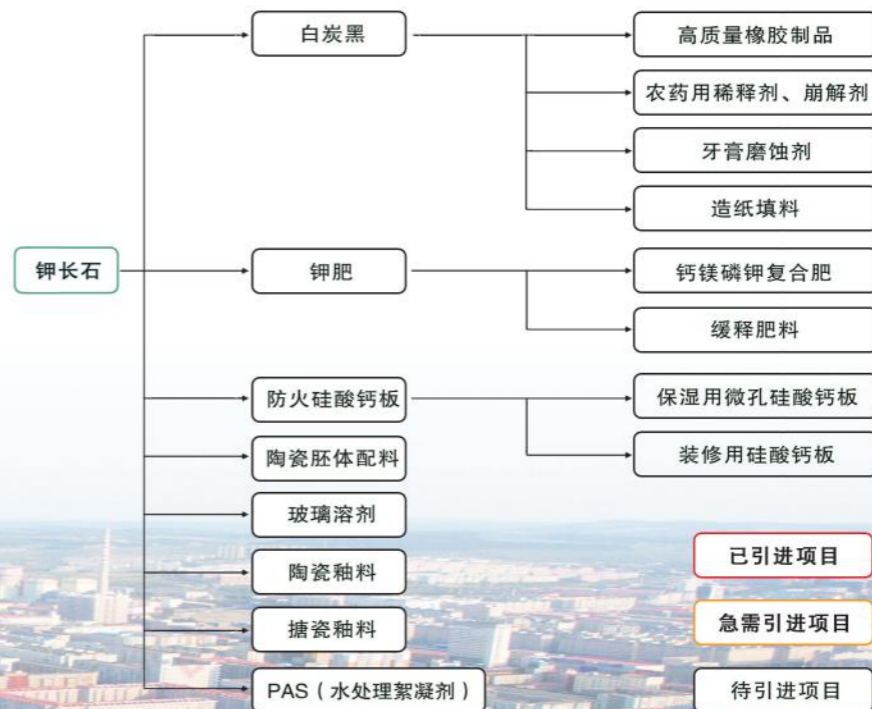 白炭黑
高质量橡胶制品
农药用稀释剂、崩解剂
牙膏磨蚀剂
造纸填料
钾长石
钾肥
钙镁磷钾复合肥
缓释肥料
防火硅酸钙板
保湿用微孔硅酸钙板
装修用硅酸钙板
陶瓷胚体配料
玻璃溶剂
陶瓷釉料
搪瓷釉料
PAS（水处理絮凝剂）
已引进项目
急需引进项目
待引进项目